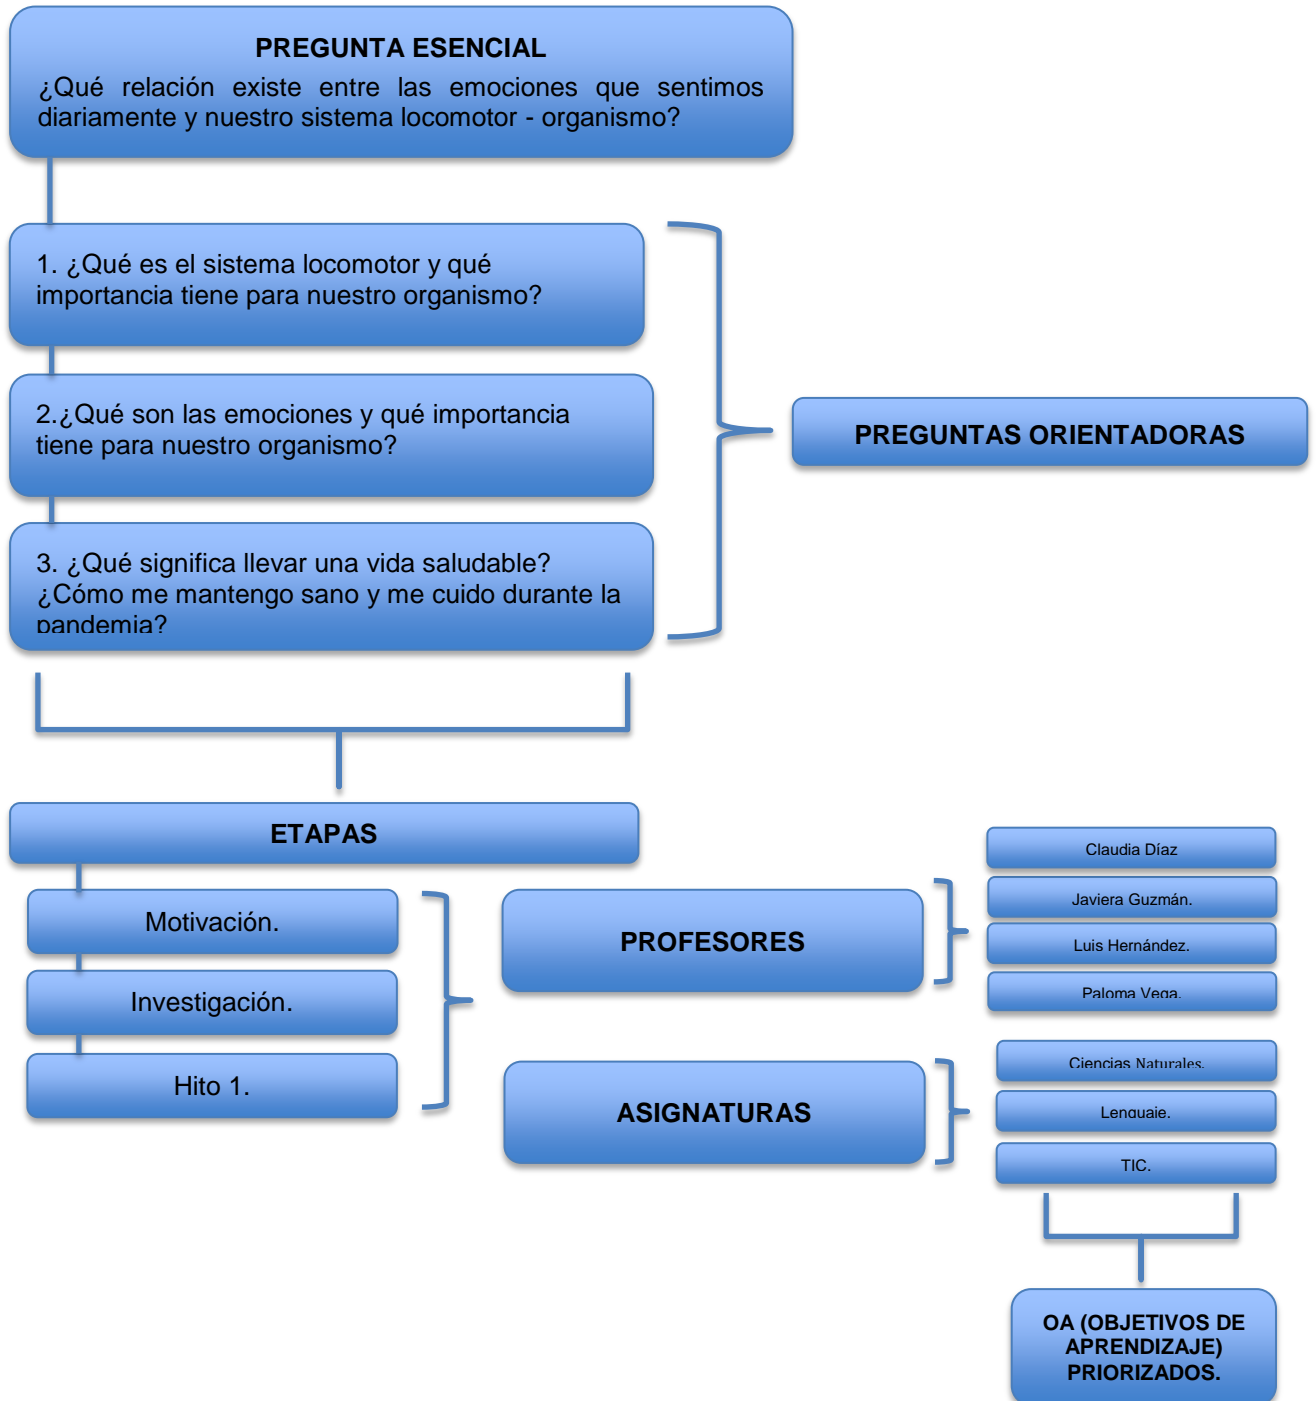 PREGUNTA ESENCIAL
¿Qué relación existe entre las emociones que sentimos
diariamente y nuestro sistema locomotor - organismo?
1. ¿Qué es el sistema locomotor y qué
importancia tiene para nuestro organismo?
2.¿Qué son las emociones y qué importancia
tiene para nuestro organismo?
3. ¿Qué significa llevar una vida saludable?
¿Cómo me mantengo sano y me cuido durante la
pandemia?
PREGUNTAS ORIENTADORAS
ETAPAS
Motivación.
Investigación.
Hito 1.
PROFESORES
Claudia Díaz
Javiera Guzmán.
Luis Hernández.
Paloma Vega.
ASIGNATURAS
Ciencias Naturales.
Lenguaje.
TIC.
OA (OBJETIVOS DE
APRENDIZAJE)
PRIORIZADOS.